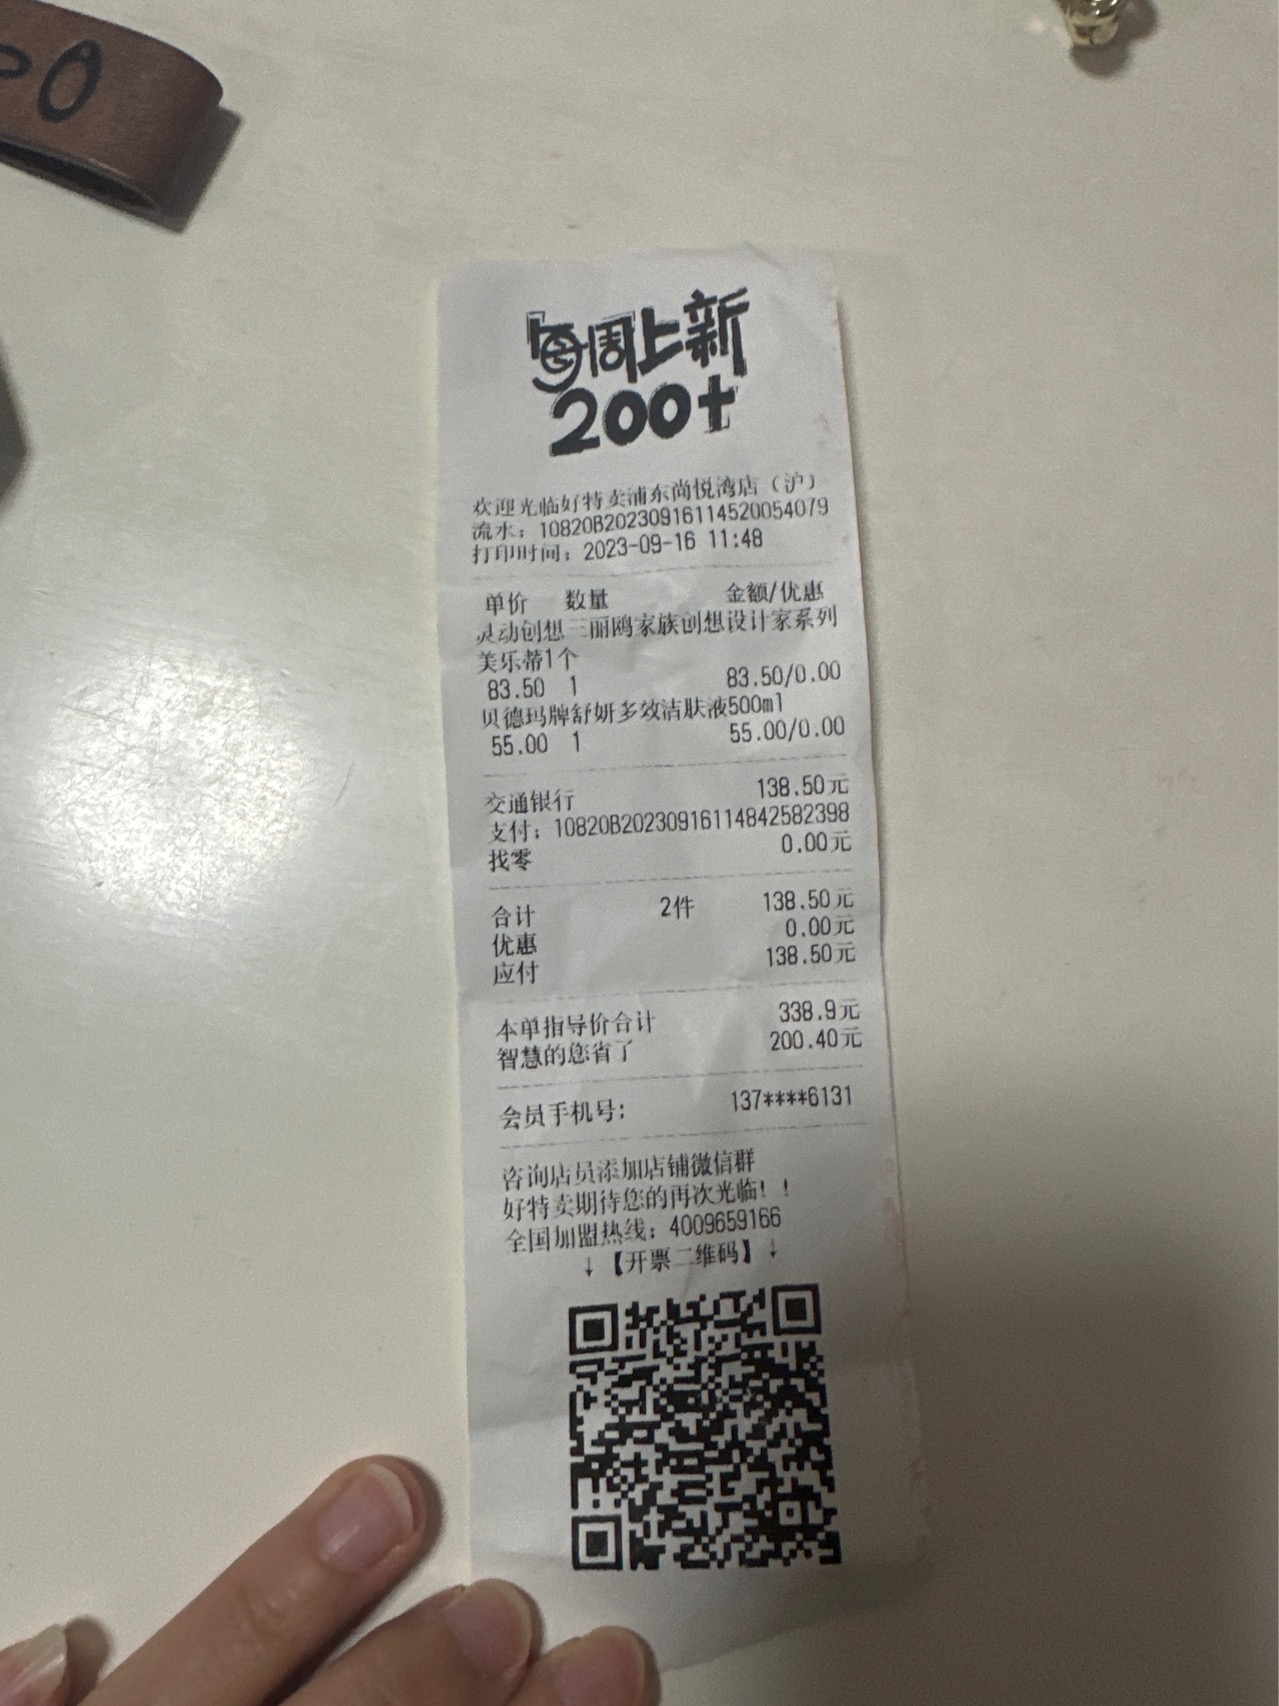 每周上新
200+
欢迎光临好特卖浦东尚悦湾店（沪）
流水：10820B20230916114520054079
打印时间：2023-09-16 11:48
单价 数量 金额/优惠
灵动创想三丽鸥家族创想设计家系列
美乐蒂1个
83.50 1 83.50/0.00
贝德玛牌舒妍多效洁肤液500ml
55.00 1 55.00/0.00
交通银行 138.50元
支付：10820B20230916114842582398
找零 0.00元
合计 2件 138.50元
优惠 0.00元
应付 138.50元
本单指导价合计 338.9元
智慧的您省了 200.40元
会员手机号： 137****6131
咨询店员添加店铺微信群
好特卖期待您的再次光临！！
全国加盟热线：4009659166
↓【开票二维码】↓